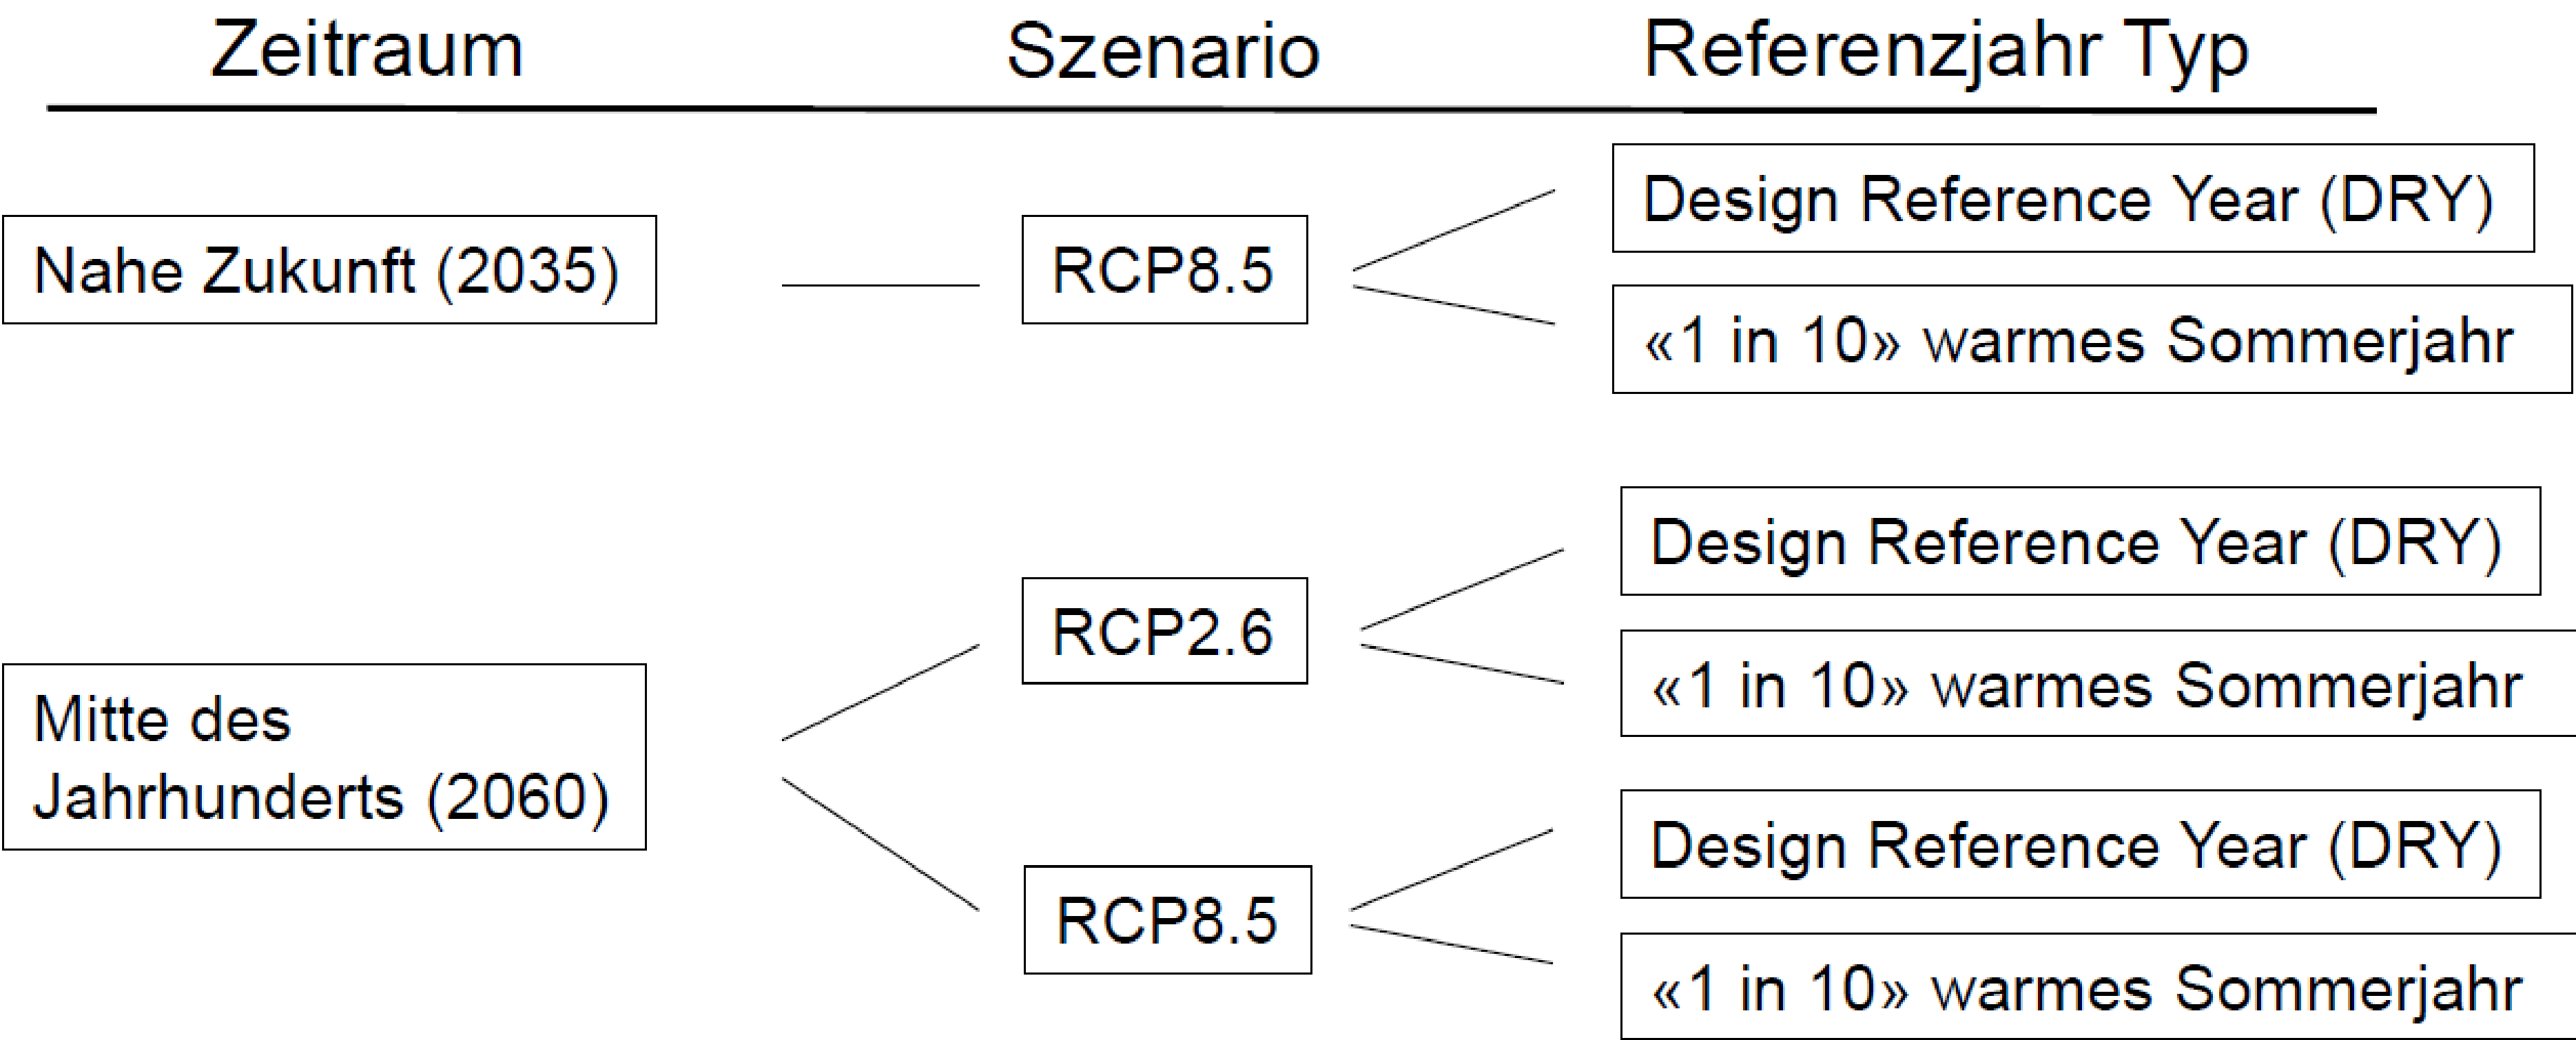 Zeitraum Szenario Referenzjahr Typ
Nahe Zukunft (2035)
RCP8.5
Design Reference Year (DRY)
«1 in 10» warmes Sommerjahr
Mitte des
Jahrhunderts (2060)
RCP2.6
Design Reference Year (DRY)
«1 in 10» warmes Sommerjahr
RCP8.5
Design Reference Year (DRY)
«1 in 10» warmes Sommerjahr